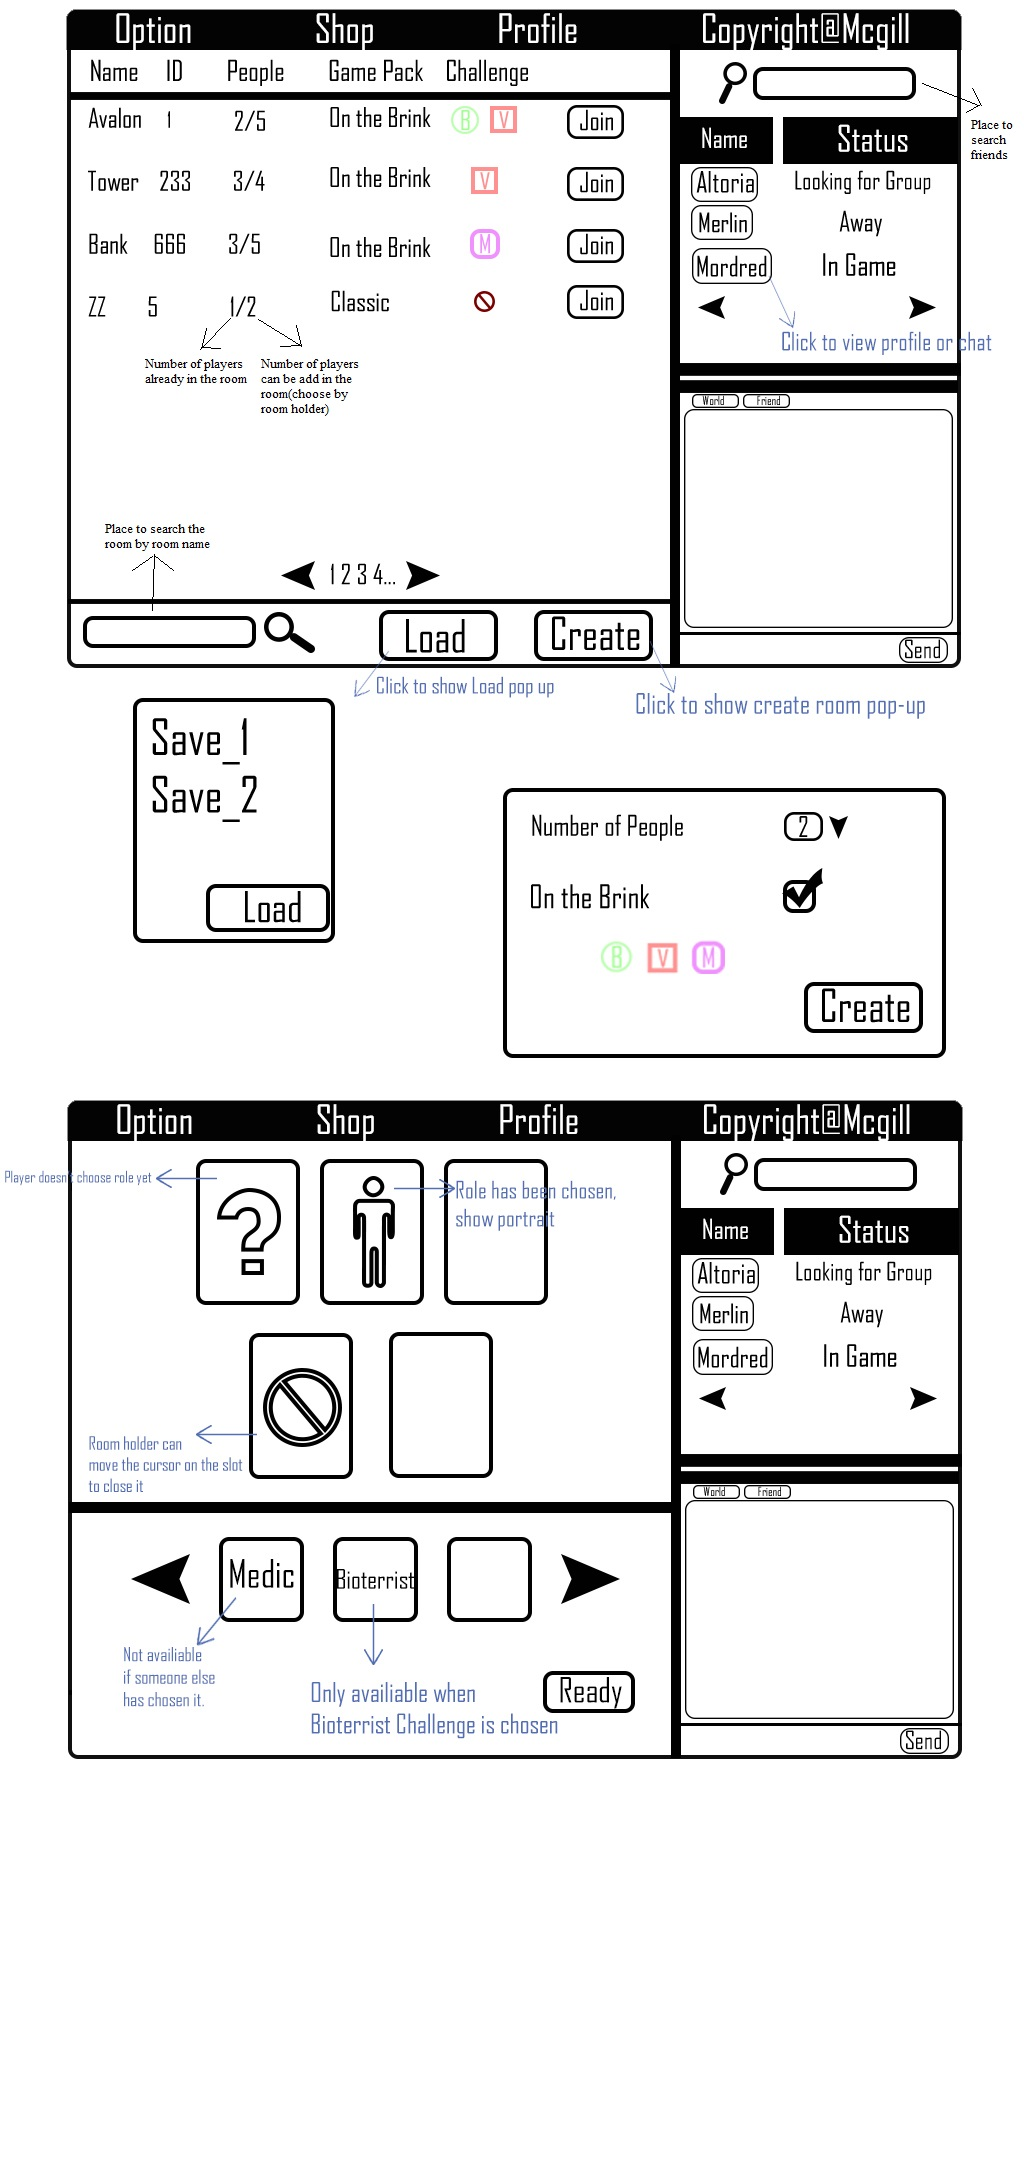 Option Shop Profile Copyright@Mcgill
Name ID People Game Pack Challenge
Avalon 1 2/5 On the Brink B V Join
Tower 233 3/4 On the Brink V Join
Bank 666 3/5 On the Brink M Join
ZZ 5 1/2 Classic Join
Number of players
already in the room
Number of players
can be add in the
room(choose by
room holder)
Place to search the
room by room name
1 2 3 4...
Load Create
Place to
search
friends
Name Status
Altoria Looking for Group
Merlin Away
Mordred In Game
Click to view profile or chat
World Friend
Send
Click to show Load pop up
Click to show create room pop-up
Save_1
Save_2
Load
Number of People 2
On the Brink
B V M
Create
Option Shop Profile Copyright@Mcgill
Player doesn't choose role yet
?
Role has been chosen,
show portrait
Room holder can
move the cursor on the slot
to close it
Medic Bioterrist
Not availiable
if someone else
has chosen it.
Only availiable when
Bioterrist Challenge is chosen
Ready
Name Status
Altoria Looking for Group
Merlin Away
Mordred In Game
World Friend
Send